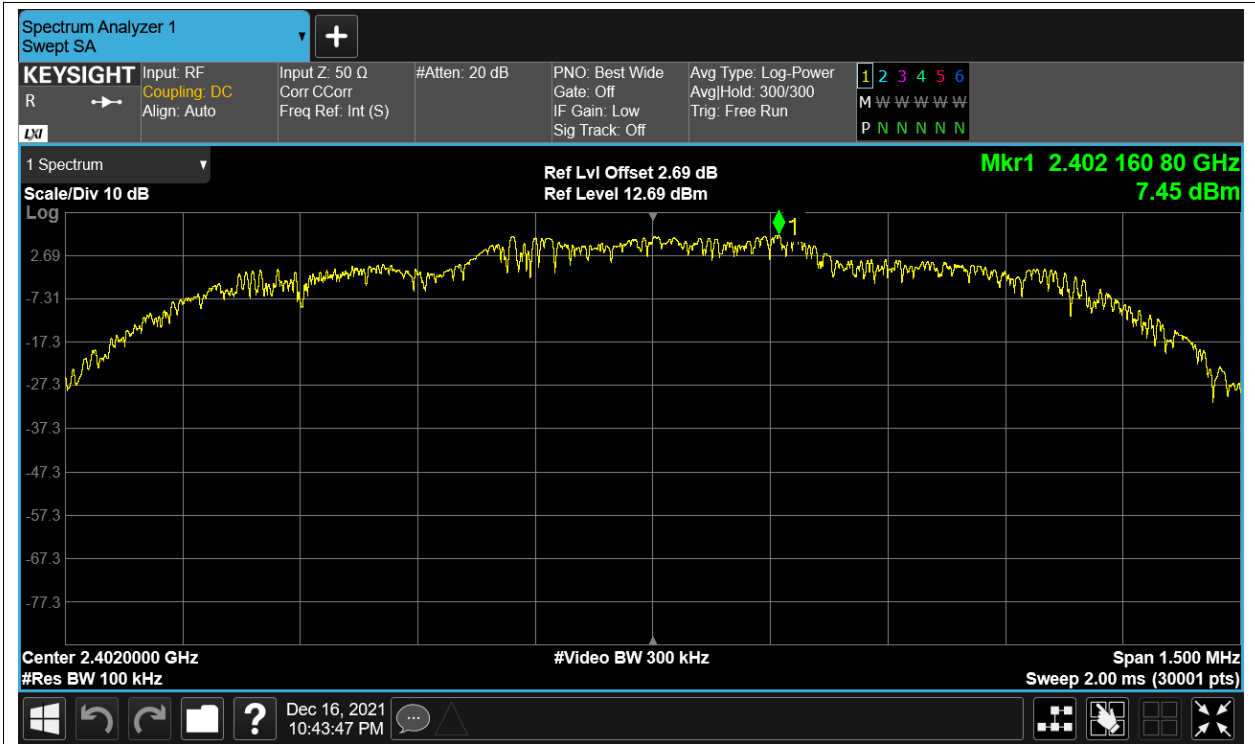 Spectrum Analyzer 1
Swept SA
KEYSIGHT
R
LXI
Input: RF
Coupling: DC
Align: Auto
Input Z: 50 Ω
Corr CCorr
Freq Ref: Int (S)
#Atten: 20 dB
PNO: Best Wide
Gate: Off
IF Gain: Low
Sig Track: Off
Avg Type: Log-Power
Avg|Hold: 300/300
Trig: Free Run
1 2 3 4 5 6
M W W W W W
P N N N N N
1 Spectrum
Scale/Div 10 dB
Log
Ref Lvl Offset 2.69 dB
Ref Level 12.69 dBm
Mkr1 2.402 160 80 GHz
7.45 dBm
1
2.69
-7.31
-17.3
-27.3
-37.3
-47.3
-57.3
-67.3
-77.3
Center 2.4020000 GHz
#Video BW 300 kHz
Span 1.500 MHz
#Res BW 100 kHz
Sweep 2.00 ms (30001 pts)
?
Dec 16, 2021
10:43:47 PM